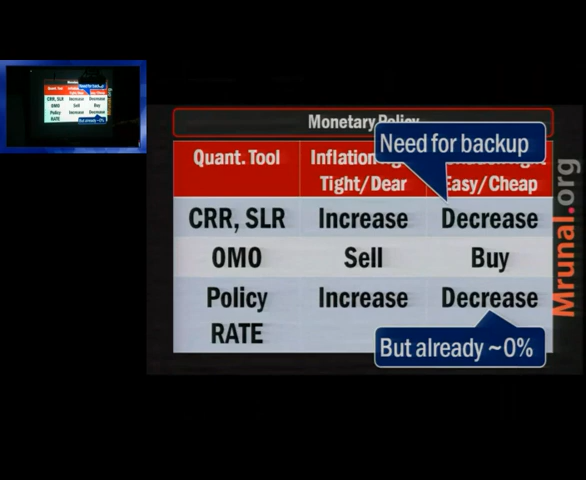 Monetary Policy
Need for backup
Quant. Tool
Tight/Dear
Easy/Cheap
CRR, SLR Increase Decrease
OMO Sell Buy
Policy Increase Decrease
RATE
But already ~0%
Mrunal.org